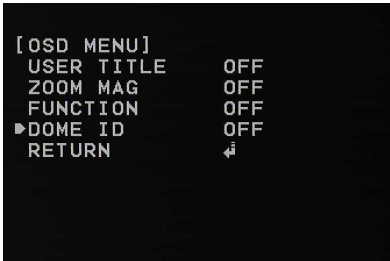 [OSD MENU]
USER TITLE OFF
ZOOM MAG OFF
FUNCTION OFF
DOME ID OFF
RETURN ↲